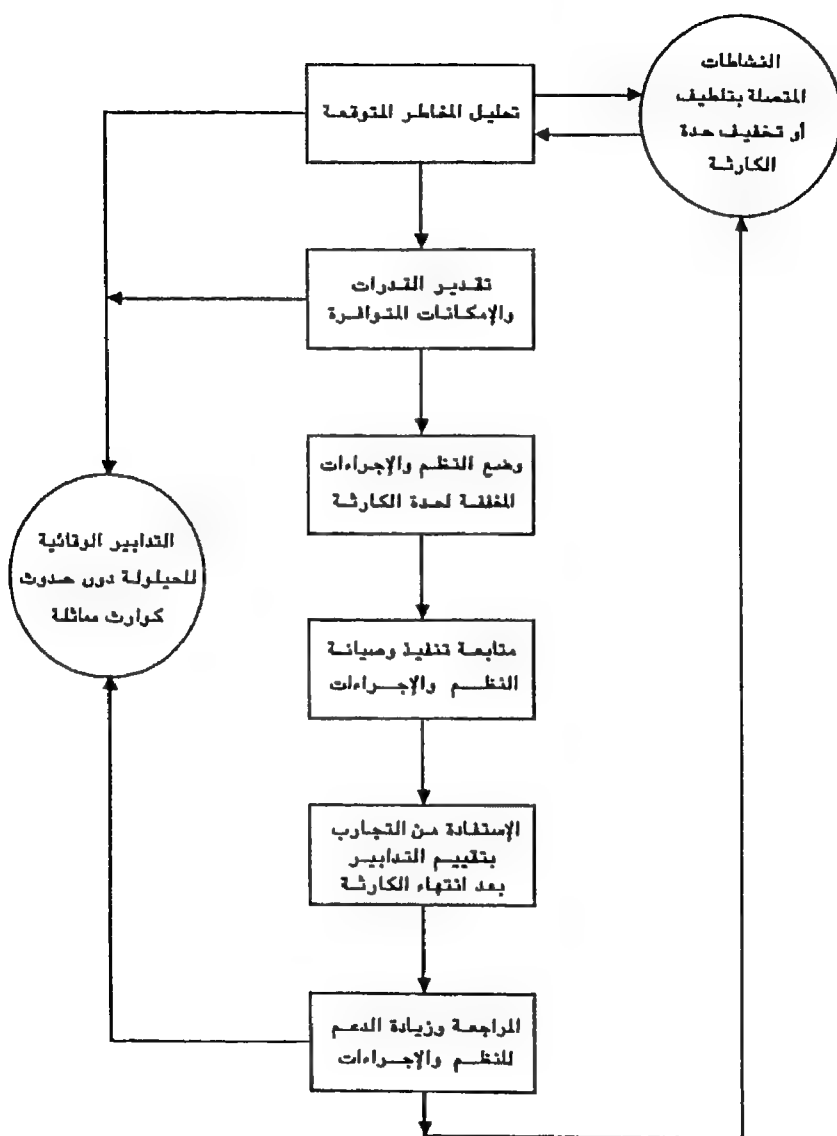 النشاطات
المتصلة بتلطيف
أو تخفيف حدة
الكارثة
تحليل المخاطر المتوقعة
تقدير القدرات
والإمكانات المتوافرة
وضع النظم والإجراءات
المخففة لحدة الكارثة
التدابير الوقائية
للحيلولة دون حدوث
كوارث مماثلة
متابعة تنفيذ وصيانة
النظم والإجراءات
الإستفادة من التجارب
بتقييم التدابير
بعد انتهاء الكارثة
المراجعة وزيادة الدعم
للنظم والإجراءات